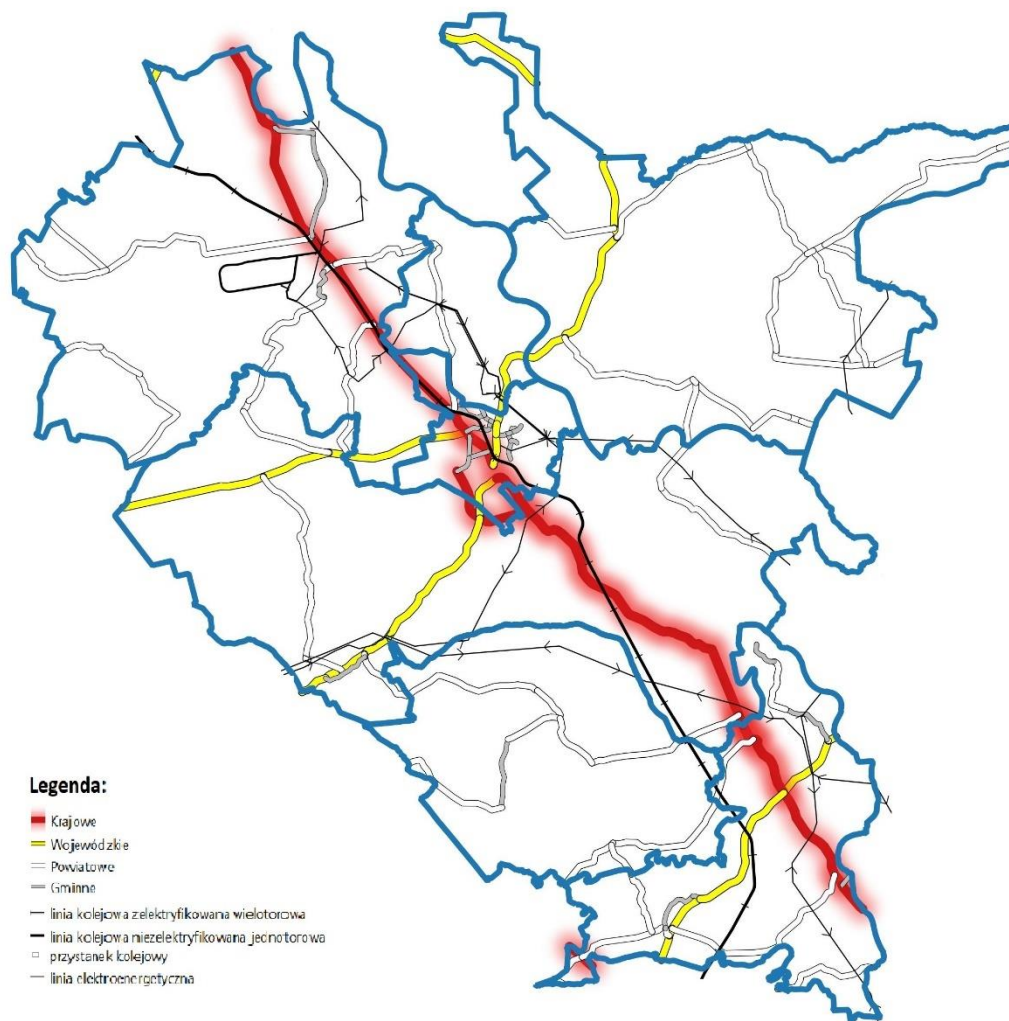 Legenda:
Krajowe
Wojewódzkie
Powiatowe
Gminne
linia kolejowa zelektryfikowana wielotorowa
linia kolejowa niezelektryfikowana jednotorowa
przystanek kolejowy
linia elektroenergetyczna